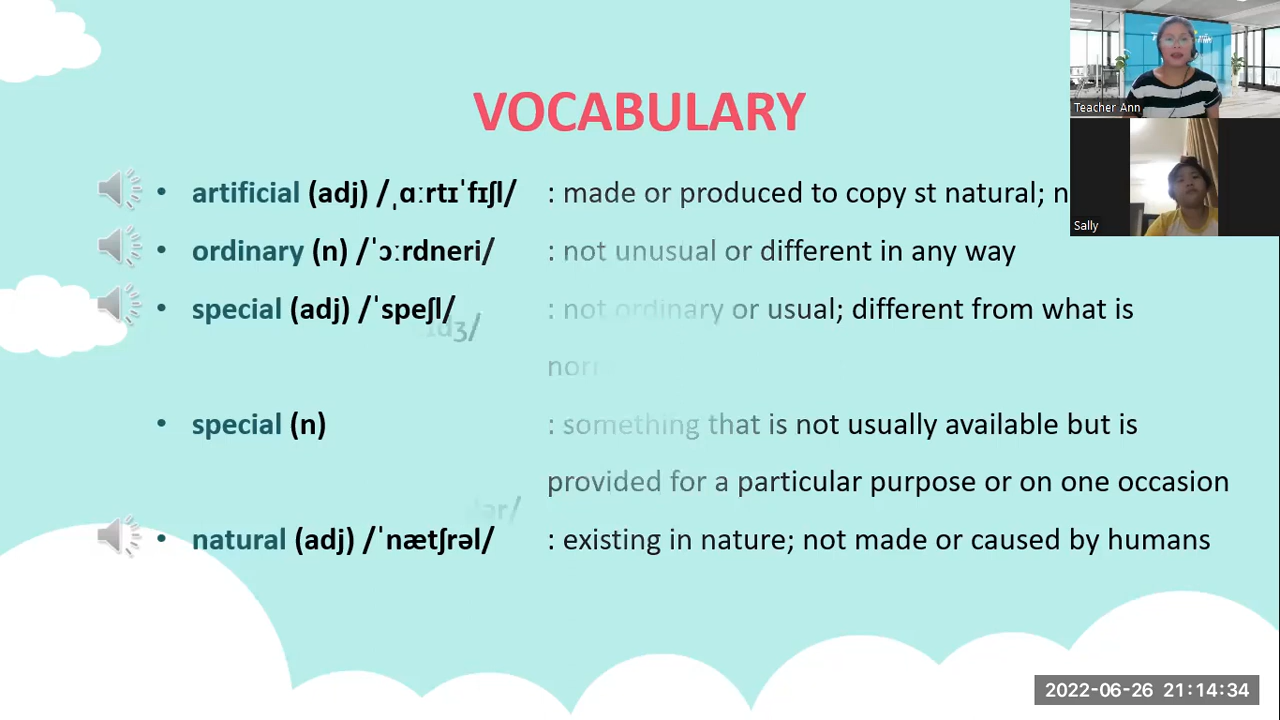 VOCABULARY
Teacher Ann
• artificial (adj) /ˌɑːrtɪˈfɪʃl/ : made or produced to copy st natural; n
Sally
• ordinary (n) /ˈɔːrdneri/ : not unusual or different in any way
• special (adj) /ˈspeʃl/ : not ordinary or usual; different from what is
ɪdʒ/
nor
• special (n) : something that is not usually available but is
provided for a particular purpose or on one occasion
• natural (adj) /ˈnætʃrəl/ : existing in nature; not made or caused by humans
2022-06-26 21:14:34